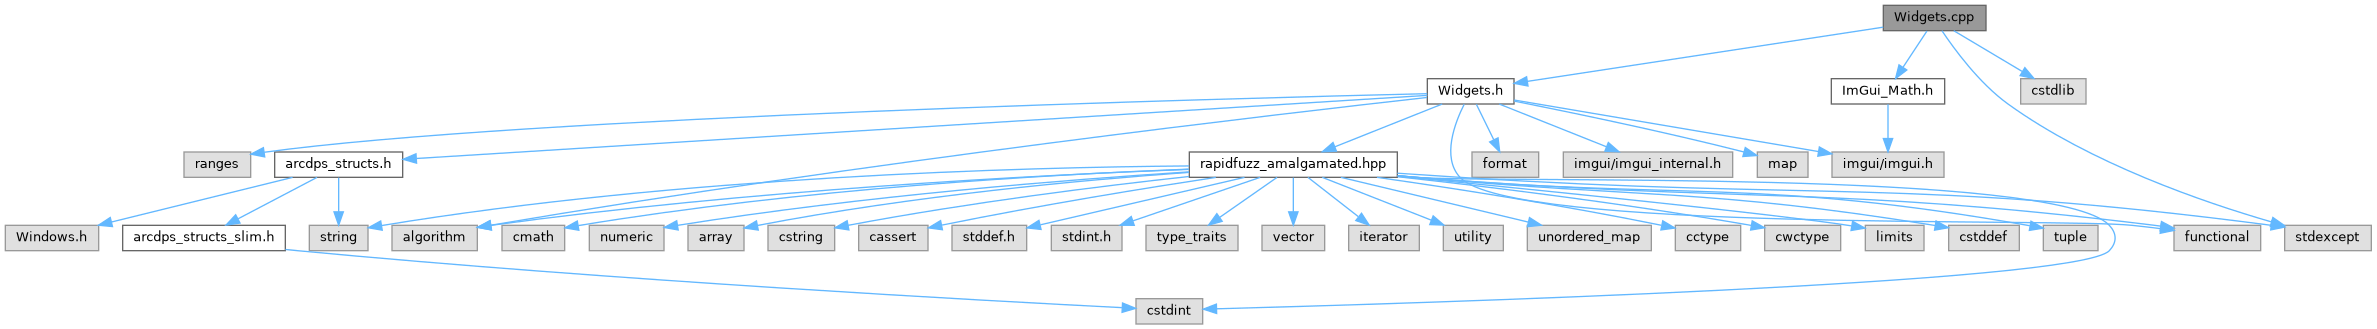 Widgets.cpp
Widgets.h
ImGui_Math.h
cstdlib
ranges
arcdps_structs.h
rapidfuzz_amalgamated.hpp
format
imgui/imgui_internal.h
map
imgui/imgui.h
Windows.h
arcdps_structs_slim.h
string
algorithm
cmath
numeric
array
cstring
cassert
stddef.h
stdint.h
type_traits
vector
iterator
utility
unordered_map
cctype
cwctype
limits
cstddef
tuple
functional
stdexcept
cstdint